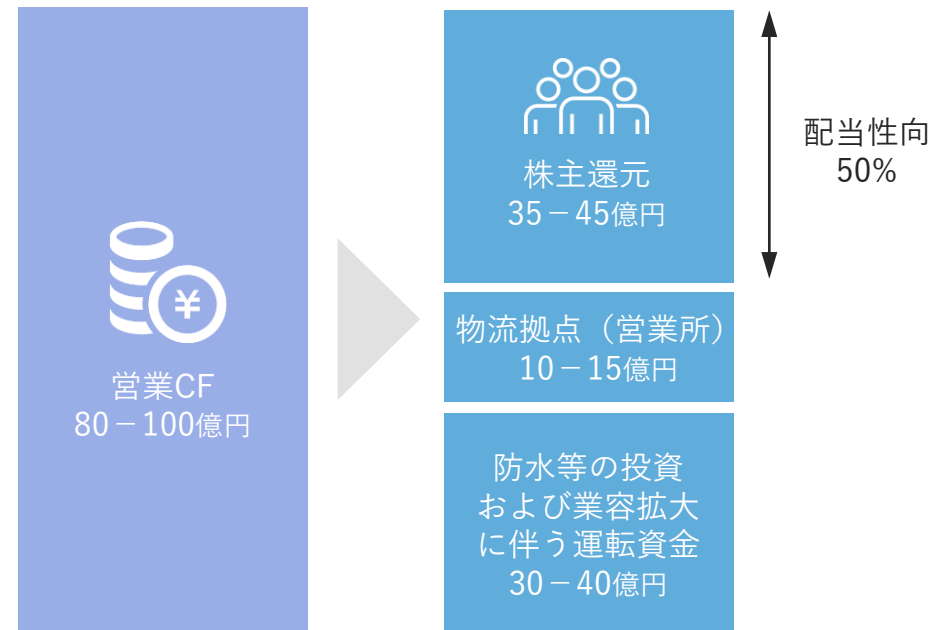 ¥
営業CF
80－100億円
株主還元
35－45億円
配当性向
50%
物流拠点（営業所）
10－15億円
防水等の投資
および業容拡大
に伴う運転資金
30－40億円